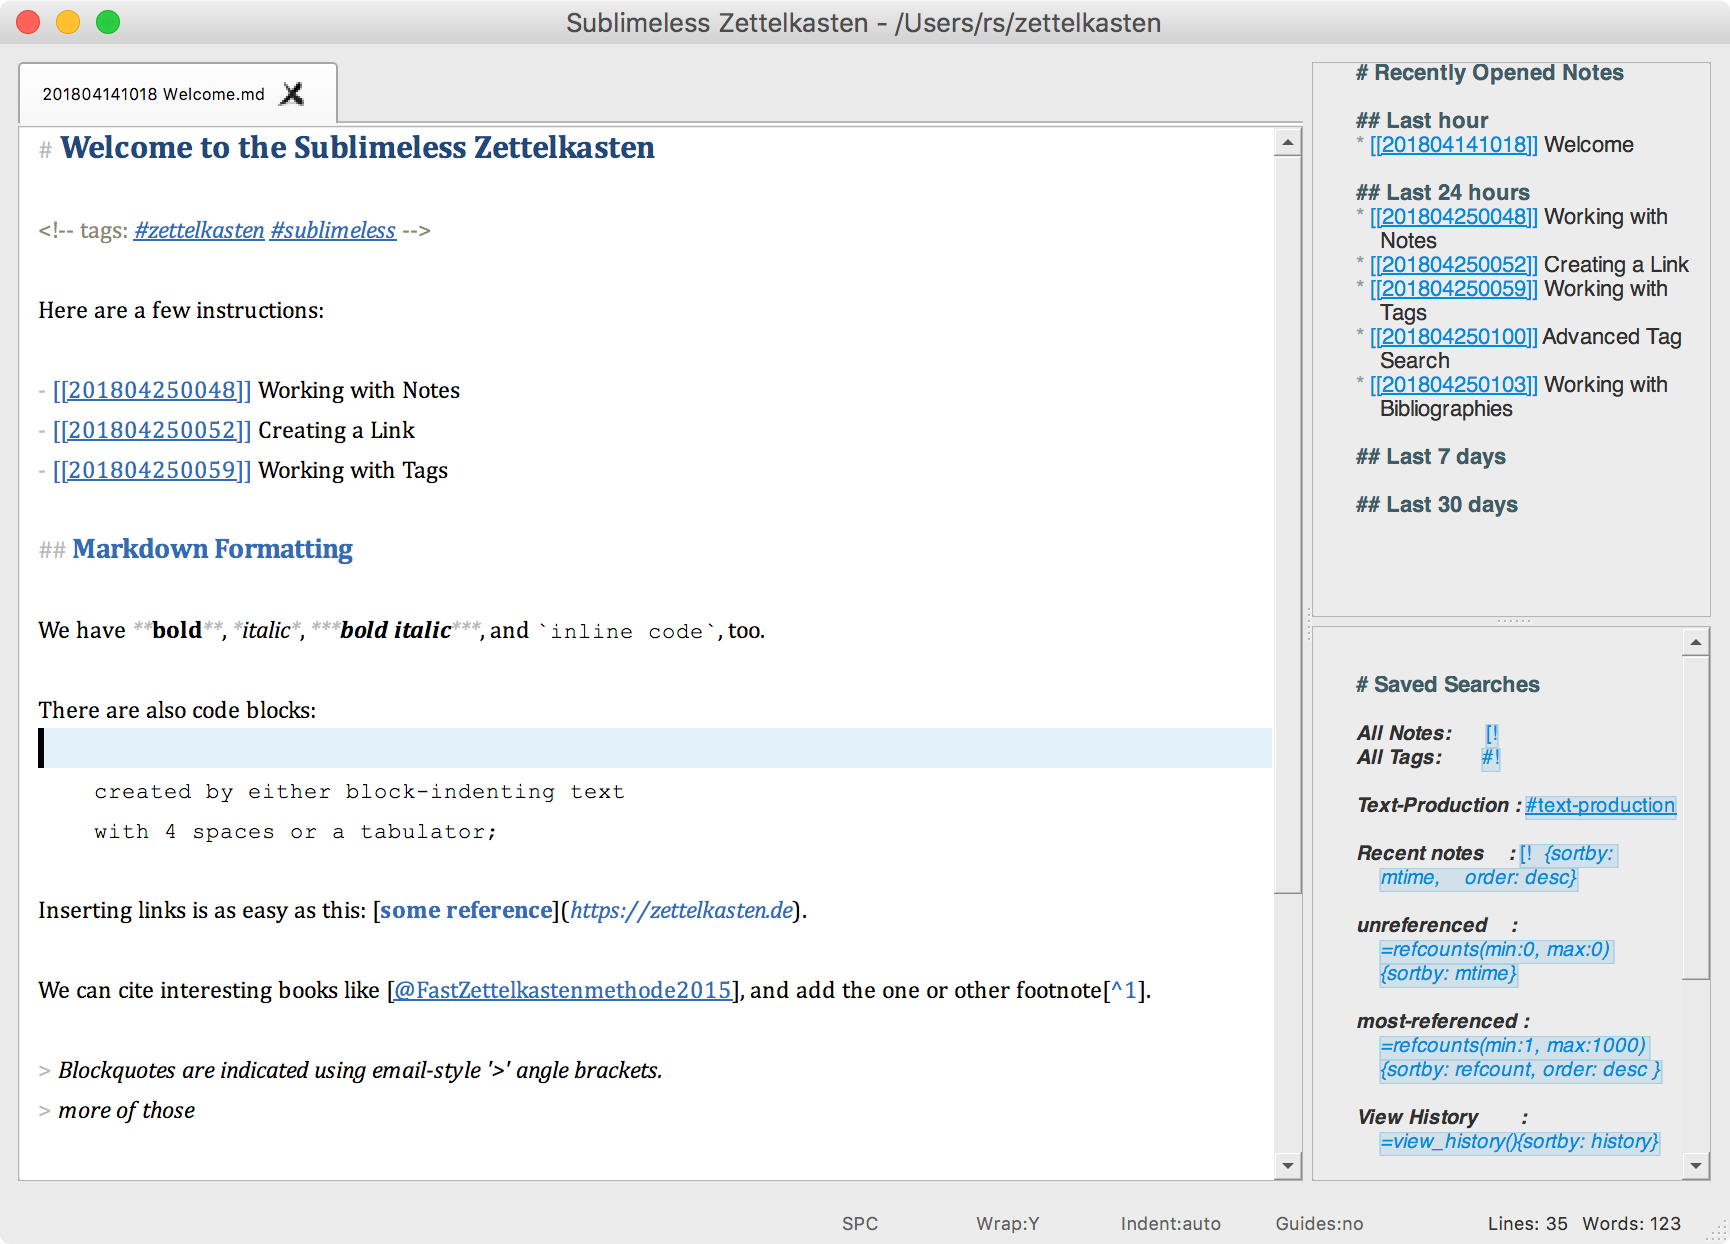 Sublimeless Zettelkasten - /Users/rs/zettelkasten
201804141018 Welcome.md
# Welcome to the Sublimeless Zettelkasten
<!-- tags: #zettelkasten #sublimeless -->
Here are a few instructions:
- [[201804250048]] Working with Notes
- [[201804250052]] Creating a Link
- [[201804250059]] Working with Tags
## Markdown Formatting
We have **bold**, *italic*, ***bold italic***, and `inline code`, too.
There are also code blocks:
created by either block-indenting text
with 4 spaces or a tabulator;
Inserting links is as easy as this: [some reference](https://zettelkasten.de).
We can cite interesting books like [@FastZettelkastenmethode2015], and add the one or other footnote[^1].
> Blockquotes are indicated using email-style '>' angle brackets.
> more of those
# Recently Opened Notes
## Last hour
* [[201804141018]] Welcome
## Last 24 hours
* [[201804250048]] Working with
Notes
* [[201804250052]] Creating a Link
* [[201804250059]] Working with
Tags
* [[201804250100]] Advanced Tag
Search
* [[201804250103]] Working with
Bibliographies
## Last 7 days
## Last 30 days
# Saved Searches
All Notes: [!
All Tags: #!
Text-Production : #text-production
Recent notes : [! {sortby:
mtime, order: desc}
unreferenced :
=refcounts(min:0, max:0)
{sortby: mtime}
most-referenced :
=refcounts(min:1, max:1000)
{sortby: refcount, order: desc }
View History :
=view_history(){sortby: history}
SPC Wrap:Y Indent:auto Guides:no Lines: 35 Words: 123